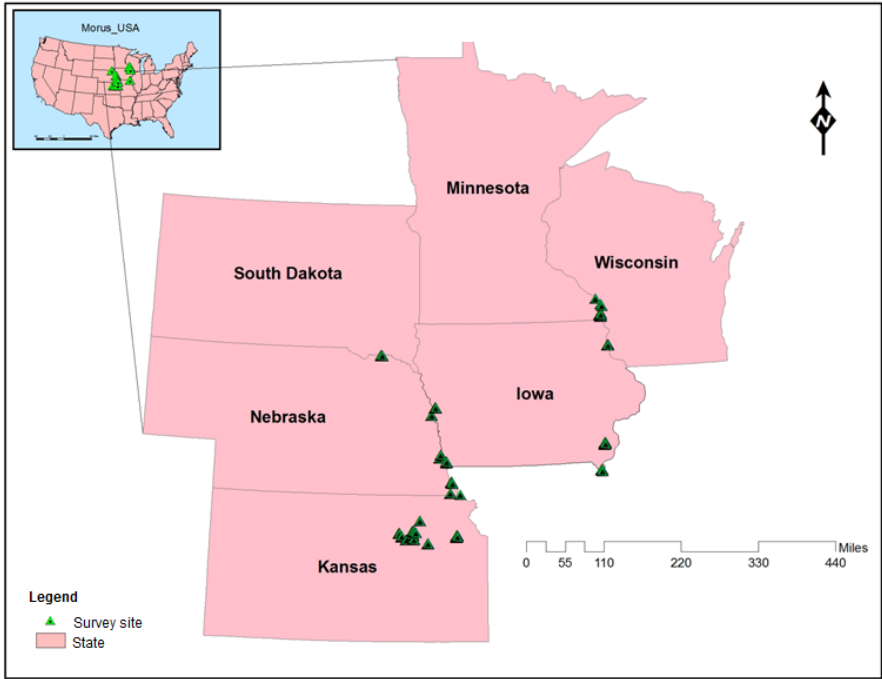 Morus_USA
N
Minnesota
Wisconsin
South Dakota
Iowa
Nebraska
Kansas
Miles
0 55 110 220 330 440
Legend
Survey site
State